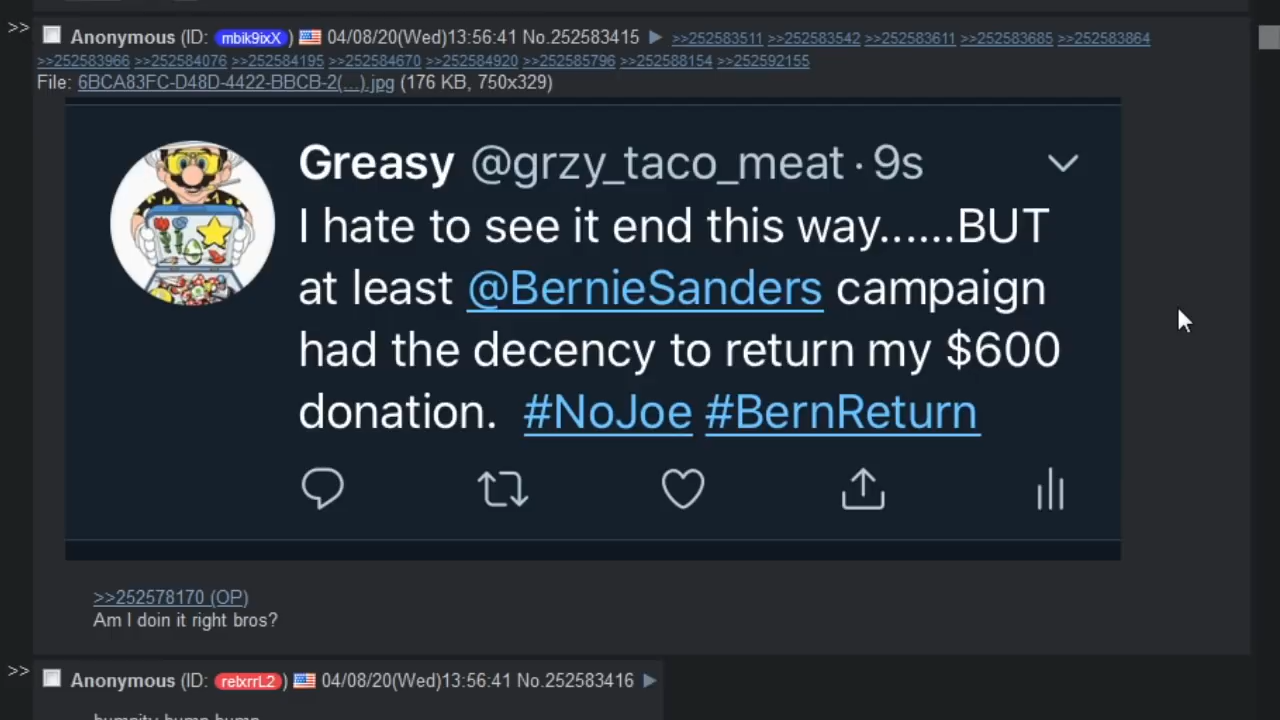 >> Anonymous (ID: mbik9ixX) 04/08/20(Wed)13:56:41 No.252583415 ▶ >>252583511 >>252583542 >>252583611 >>252583685 >>252583864
>>252583966 >>252584076 >>252584195 >>252584670 >>252584920 >>252585796 >>252588154 >>252592155
File: 6BCA83FC-D48D-4422-BBCB-2(...).jpg (176 KB, 750x329)
Greasy @grzy_taco_meat · 9s
I hate to see it end this way......BUT
at least @BernieSanders campaign
had the decency to return my $600
donation. #NoJoe #BernReturn
>>252578170 (OP)
Am I doin it right bros?
>> Anonymous (ID: relxrrL2) 04/08/20(Wed)13:56:41 No.252583416 ▶
bumpity bump bump